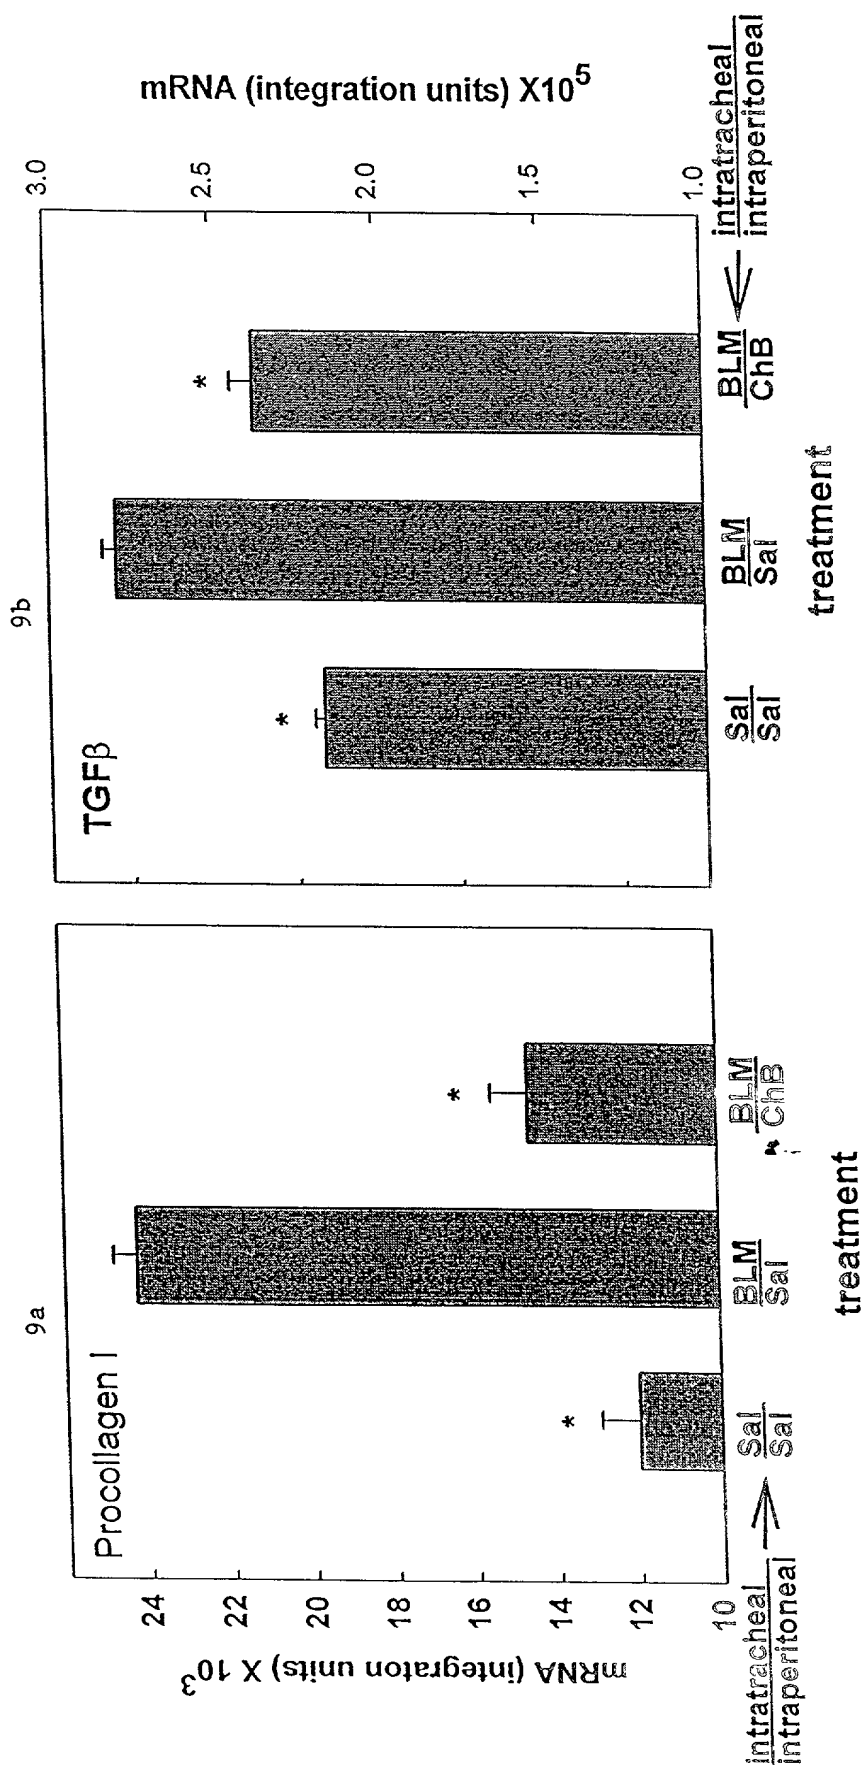 9a
Procollagen I
mRNA (integraton units) X 10³
24
22
20
18
16
14
12
10
intratracheal
intraperitoneal
Sal
Sal
BLM
Sal
BLM
ChB
*
*
treatment
9b
TGFβ
mRNA (integration units) X10⁵
3.0
2.5
2.0
1.5
1.0
Sal
Sal
BLM
Sal
BLM
ChB
*
*
intratracheal
intraperitoneal
treatment